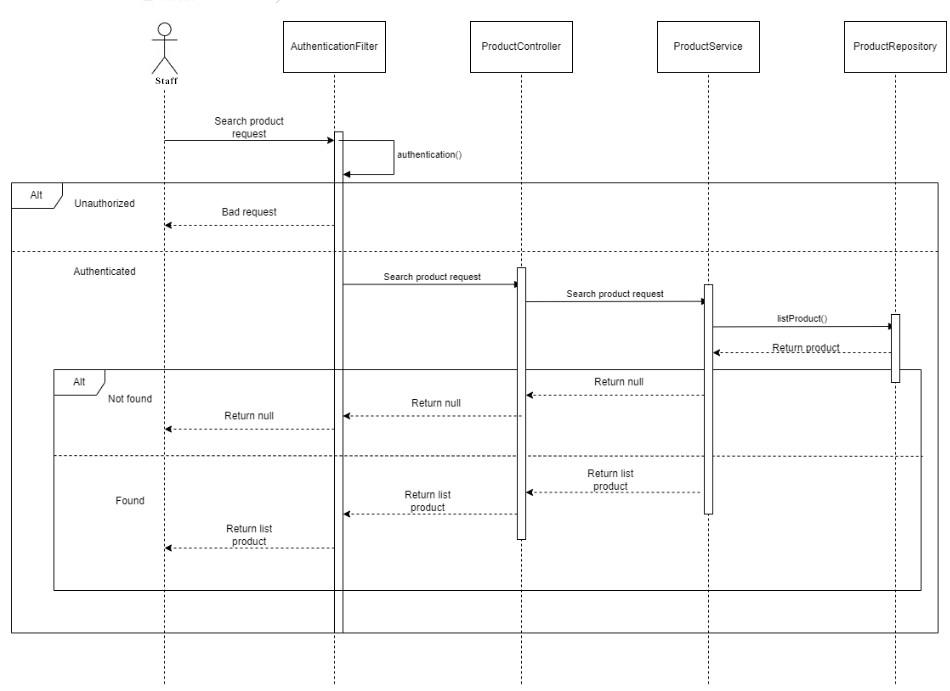 Staff
AuthenticationFilter
ProductController
ProductService
ProductRepository
Search product
request
authentication()
Alt
Unauthorized
Bad request
Authenticated
Search product request
Search product request
listProduct()
Return product
Alt
Not found
Return null
Return null
Return null
Found
Return list
product
Return list
product
Return list
product